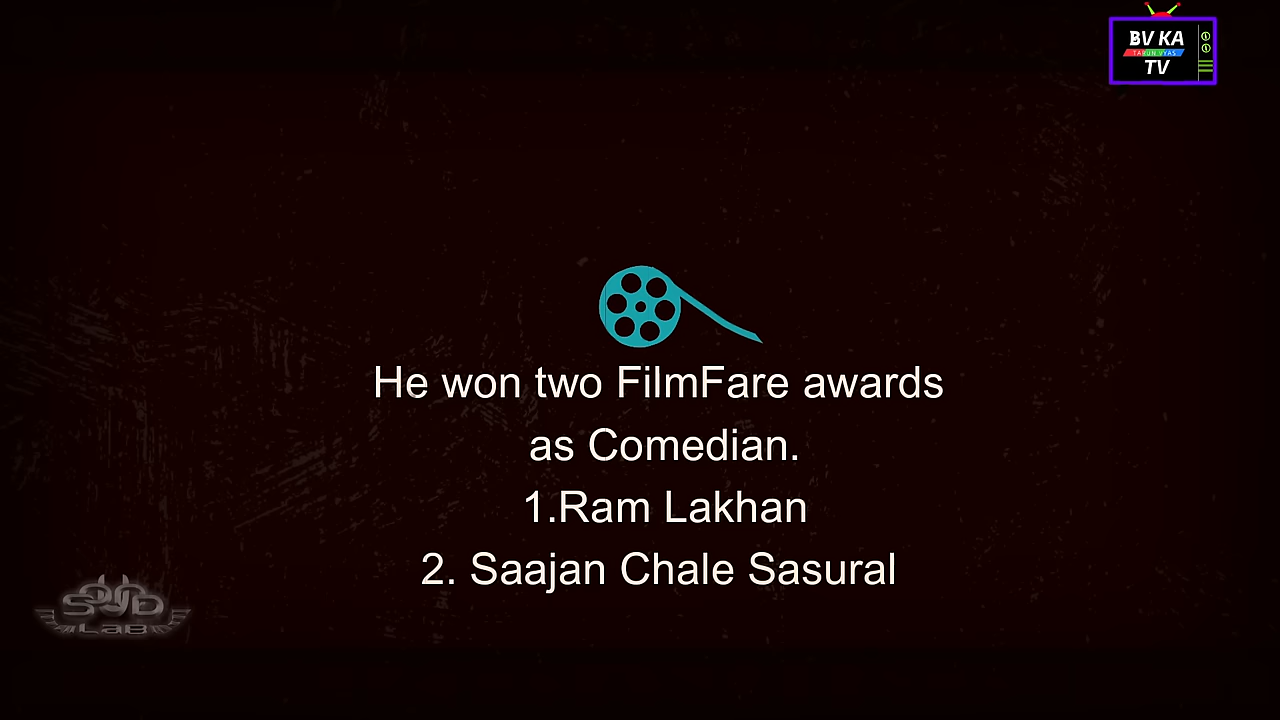 BV KA
TARUN VYAS
TV
He won two FilmFare awards
as Comedian.
1.Ram Lakhan
2. Saajan Chale Sasural
LAB